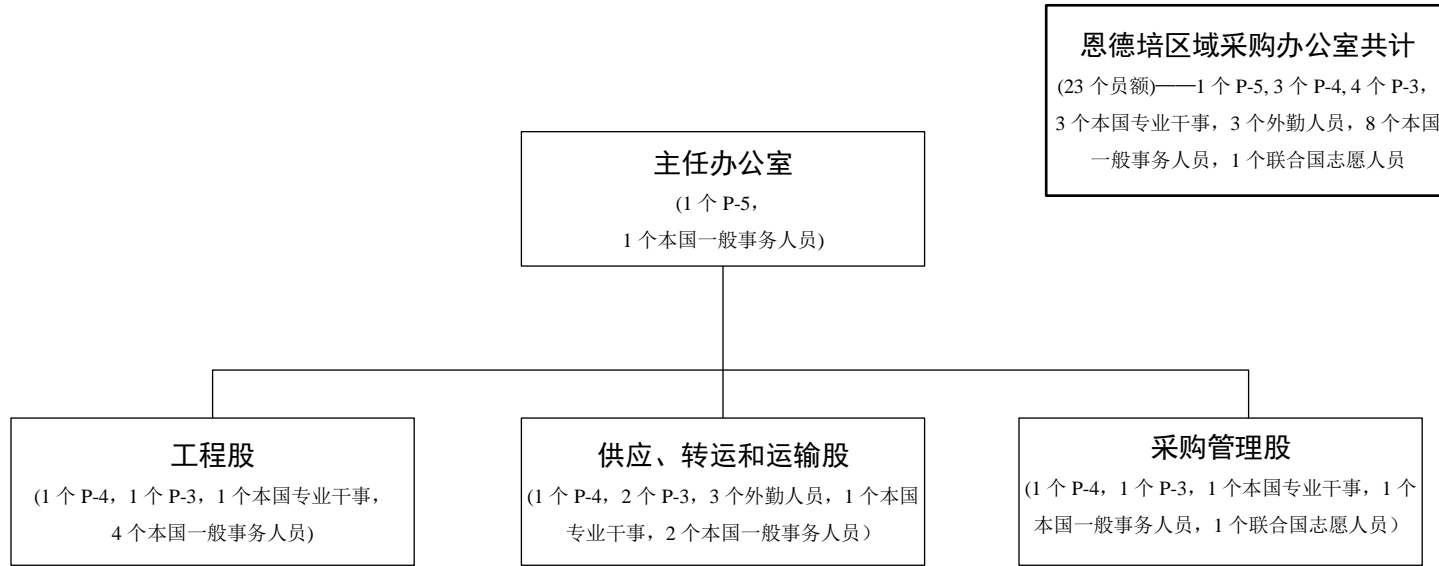 恩德培区域采购办公室共计
(23 个员额)——1 个 P-5, 3 个 P-4, 4 个 P-3，
3 个本国专业干事，3 个外勤人员，8 个本国
一般事务人员，1 个联合国志愿人员
主任办公室
(1 个 P-5，
1 个本国一般事务人员)
工程股
(1 个 P-4，1 个 P-3，1 个本国专业干事，
4 个本国一般事务人员)
供应、转运和运输股
(1 个 P-4，2 个 P-3，3 个外勤人员，1 个本国
专业干事，2 个本国一般事务人员）
采购管理股
(1 个 P-4，1 个 P-3，1 个本国专业干事，1 个
本国一般事务人员，1 个联合国志愿人员）